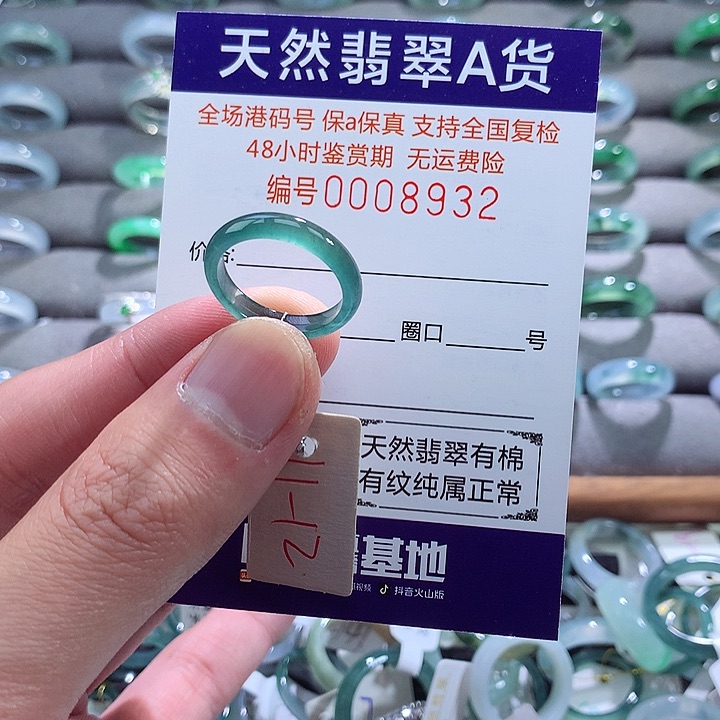 天然翡翠A货
全场港码号 保a保真 支持全国复检
48小时鉴赏期 无运费险
编号0008932
价 :
圈口 号
天然翡翠有棉
有纹纯属正常
基地
视频 抖音火山版